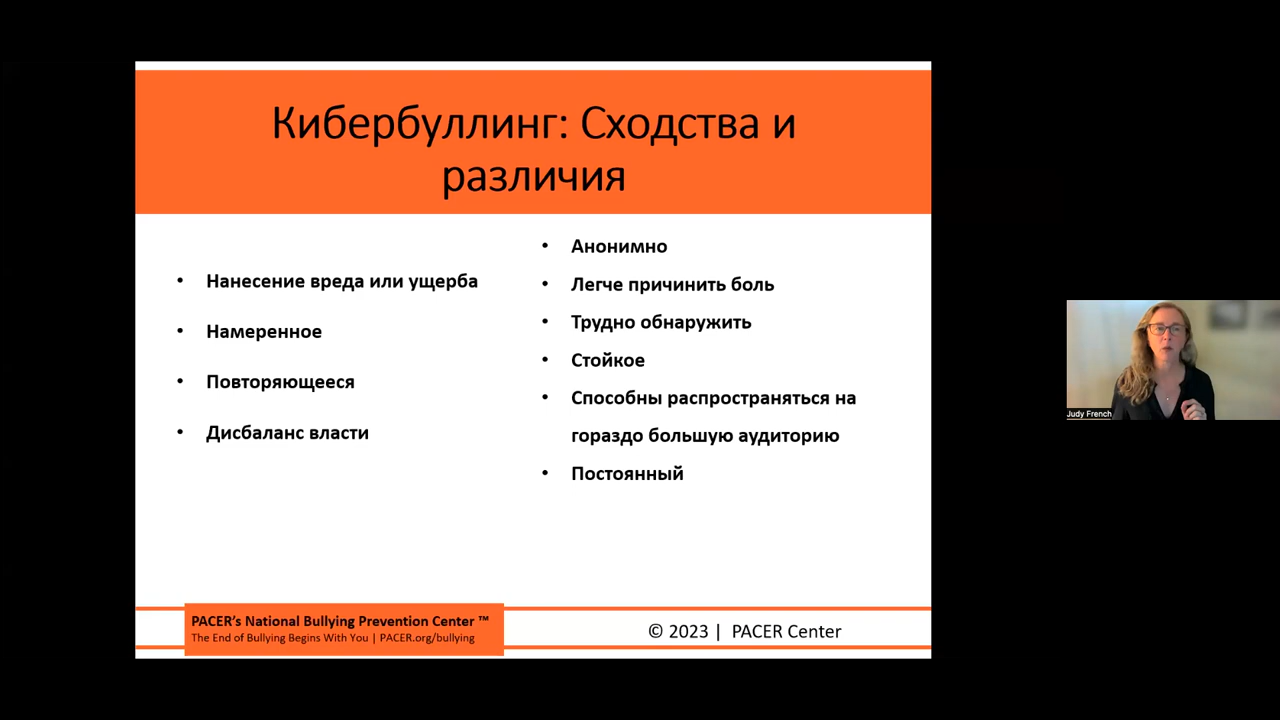 Кибербуллинг: Сходства и
различия
• Нанесение вреда или ущерба
• Намеренное
• Повторяющееся
• Дисбаланс власти
• Анонимно
• Легче причинить боль
• Трудно обнаружить
• Стойкое
• Способны распространяться на
гораздо большую аудиторию
• Постоянный
PACER’s National Bullying Prevention Center ™
The End of Bullying Begins With You | PACER.org/bullying
© 2023 | PACER Center
Judy French